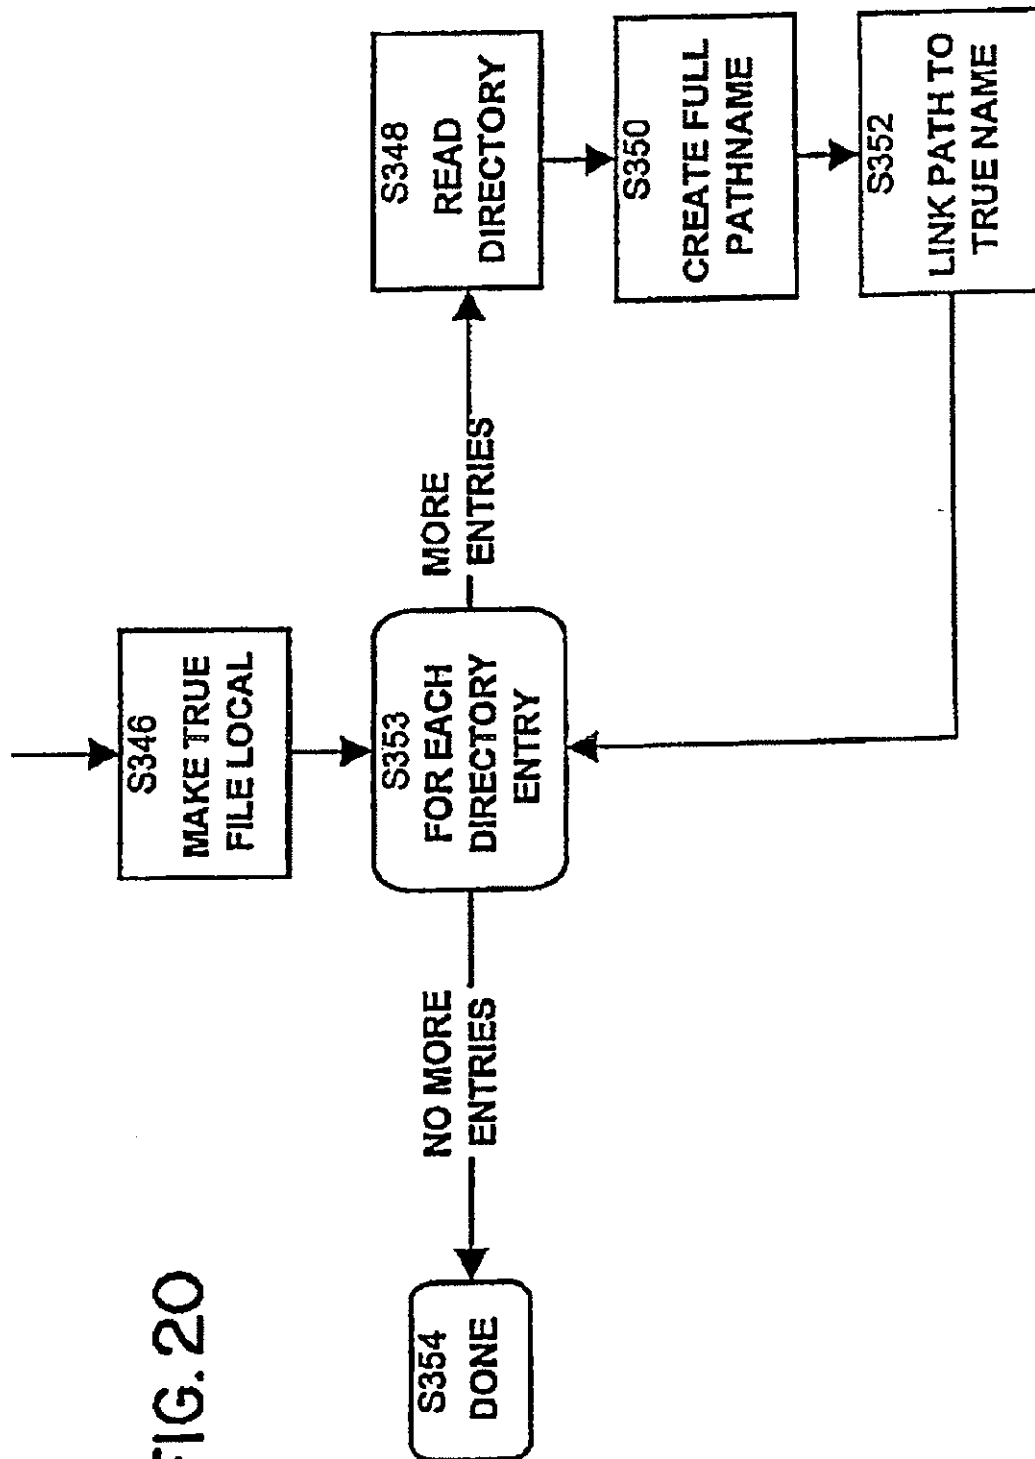 FIG. 20
S346
MAKE TRUE
FILE LOCAL
S353
FOR EACH
DIRECTORY
ENTRY
MORE
ENTRIES
S348
READ
DIRECTORY
S350
CREATE FULL
PATHNAME
S352
LINK PATH TO
TRUE NAME
NO MORE
ENTRIES
S354
DONE